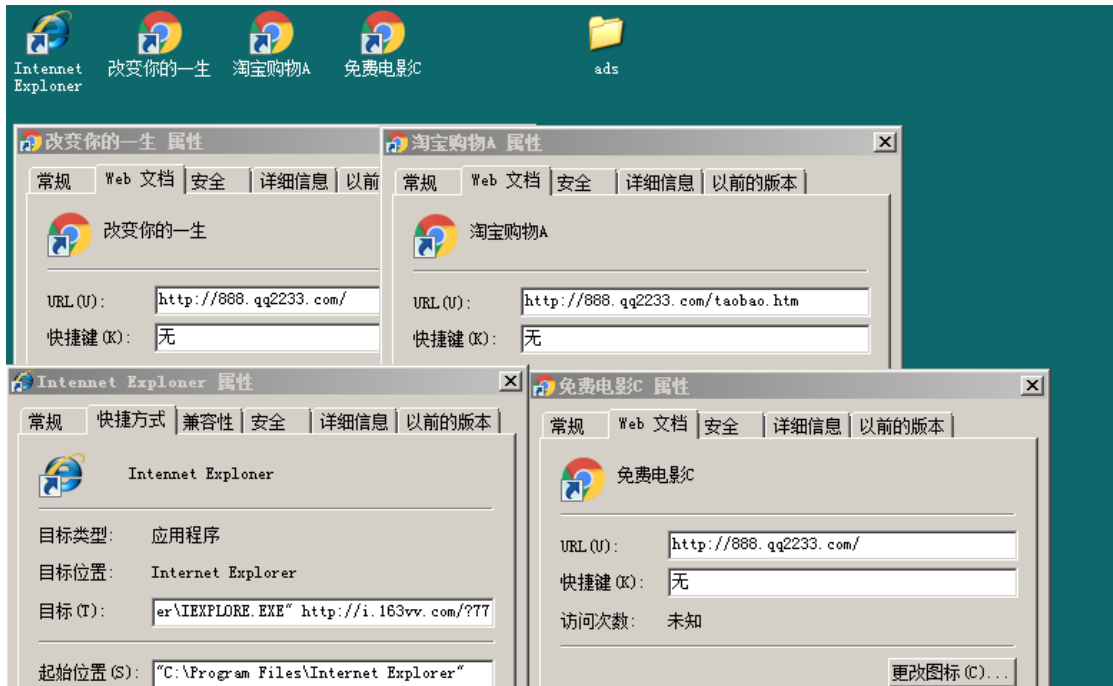 Intennet Exploner
改变你的一生
淘宝购物A
免费电影C
ads
改变你的一生 属性
常规 Web 文档 安全 详细信息 以前
改变你的一生
URL(U): http://888.qq2233.com/
快捷键(K): 无
淘宝购物A 属性
常规 Web 文档 安全 详细信息 以前的版本
淘宝购物A
URL(U): http://888.qq2233.com/taobao.htm
快捷键(K): 无
Intennet Exploner 属性
常规 快捷方式 兼容性 安全 详细信息 以前的版本
Intennet Exploner
目标类型: 应用程序
目标位置: Internet Explorer
目标(T): er\IEXPLORE.EXE" http://i.163vv.com/?77
起始位置(S): "C:\Program Files\Internet Explorer"
免费电影C 属性
常规 Web 文档 安全 详细信息 以前的版本
免费电影C
URL(U): http://888.qq2233.com/
快捷键(K): 无
访问次数: 未知
更改图标(C)...